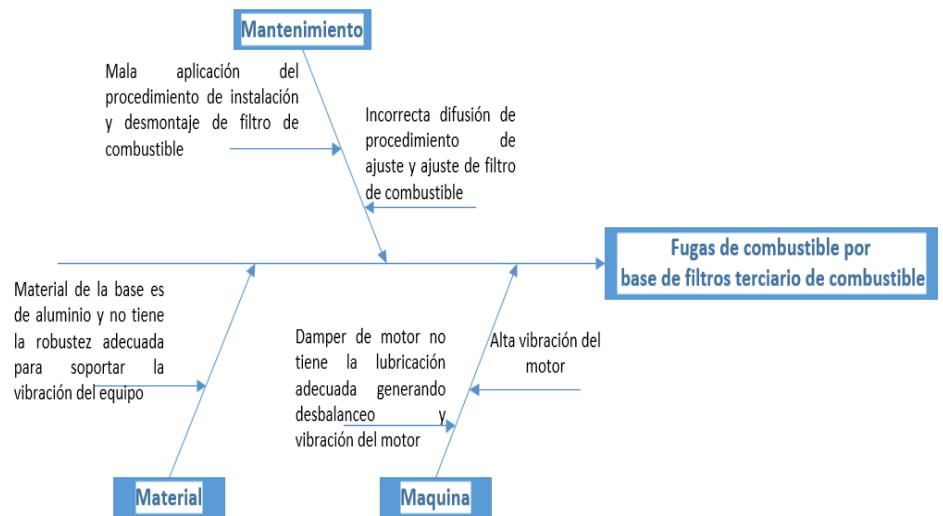 Mantenimiento
Mala aplicación del
procedimiento de instalación
y desmontaje de filtro de
combustible
Incorrecta difusión de
procedimiento de
ajuste y ajuste de filtro
de combustible
Fugas de combustible por
base de filtros terciario de combustible
Material de la base es
de aluminio y no tiene
la robustez adecuada
para soportar la
vibración del equipo
Damper de motor no
tiene la lubricación
adecuada generando
desbalanceo y
vibración del motor
Alta vibración del
motor
Material
Maquina